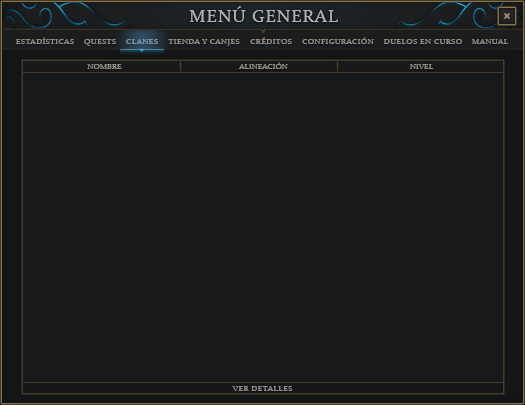 MENÚ GENERAL
ESTADÍSTICAS QUESTS CLANES TIENDA Y CANJES CRÉDITOS CONFIGURACIÓN DUELOS EN CURSO MANUAL
NOMBRE ALINEACIÓN NIVEL
VER DETALLES